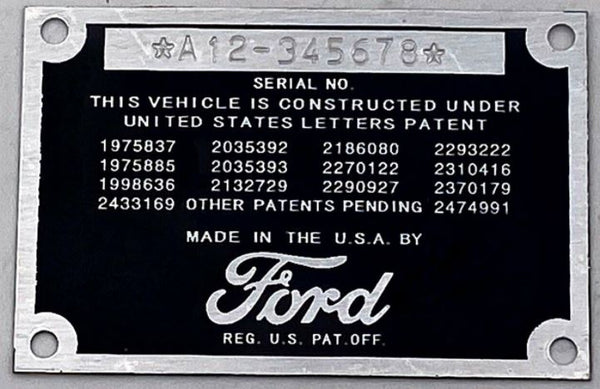 ☆A12-345678☆
SERIAL NO.
THIS VEHICLE IS CONSTRUCTED UNDER
UNITED STATES LETTERS PATENT
1975837 2035392 2186080 2293222
1975885 2035393 2270122 2310416
1998636 2132729 2290927 2370179
2433169 OTHER PATENTS PENDING 2474991
MADE IN THE U.S.A. BY
Ford
REG. U.S. PAT.OFF.